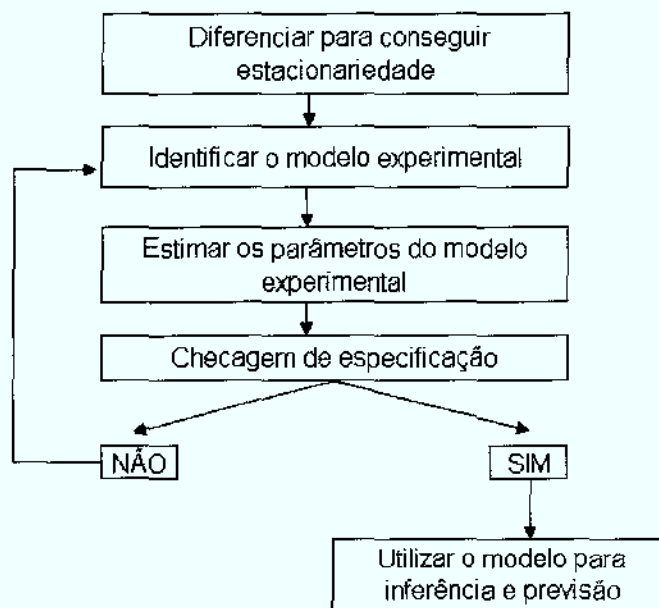 Diferenciar para conseguir
estacionariedade
Identificar o modelo experimental
Estimar os parâmetros do modelo
experimental
Checagem de especificação
NÃO
SIM
Utilizar o modelo para
inferência e previsão